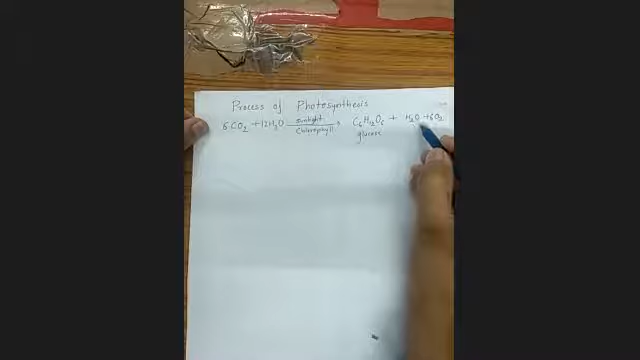 Process of Photosynthesis
6CO2 + 12H2O sunlight → C6H12O6 + H2O + 6O2
Chlorophyll
glucose